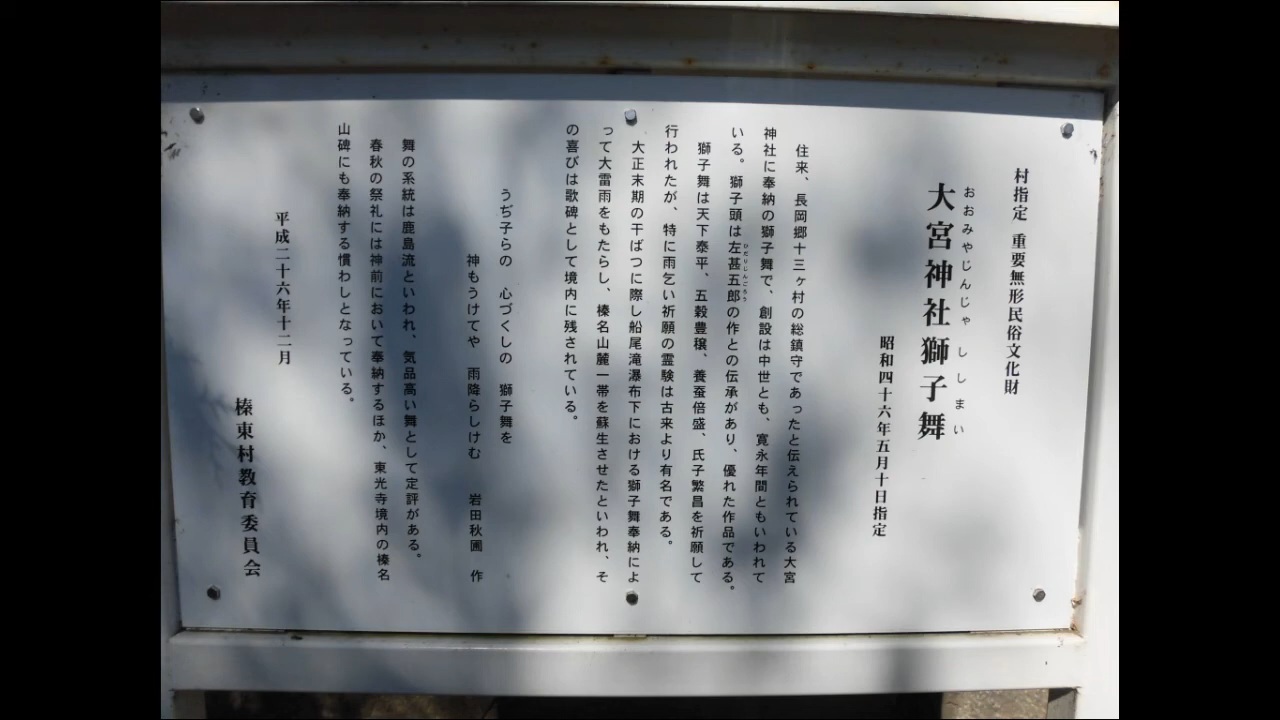 村指定 重要無形民俗文化財
おおみやじんじゃ ししまい
大宮神社獅子舞
昭和四十六年五月十日指定
住来、長岡郷十三ヶ村の総鎮守であったと伝えられている大宮
神社に奉納の獅子舞で、創設は中世とも、寛永年間ともいわれて
ひだりじんごろう
いる。獅子頭は左甚五郎の作との伝承があり、優れた作品である。
獅子舞は天下泰平、五穀豊穣、養蚕倍盛、氏子繁昌を祈願して
行われたが、特に雨乞い祈願の霊験は古来より有名である。
大正末期の干ばつに際し船尾滝瀑布下における獅子舞奉納によ
って大雷雨をもたらし、榛名山麓一帯を蘇生させたといわれ、そ
の喜びは歌碑として境内に残されている。
うぢ子らの 心づくしの 獅子舞を
神もうけてや 雨降らしけむ 岩田秋圃 作
舞の系統は鹿島流といわれ、気品高い舞として定評がある。
春秋の祭礼には神前において奉納するほか、東光寺境内の榛名
山碑にも奉納する慣わしとなっている。
平成二十六年十二月
榛東村教育委員会